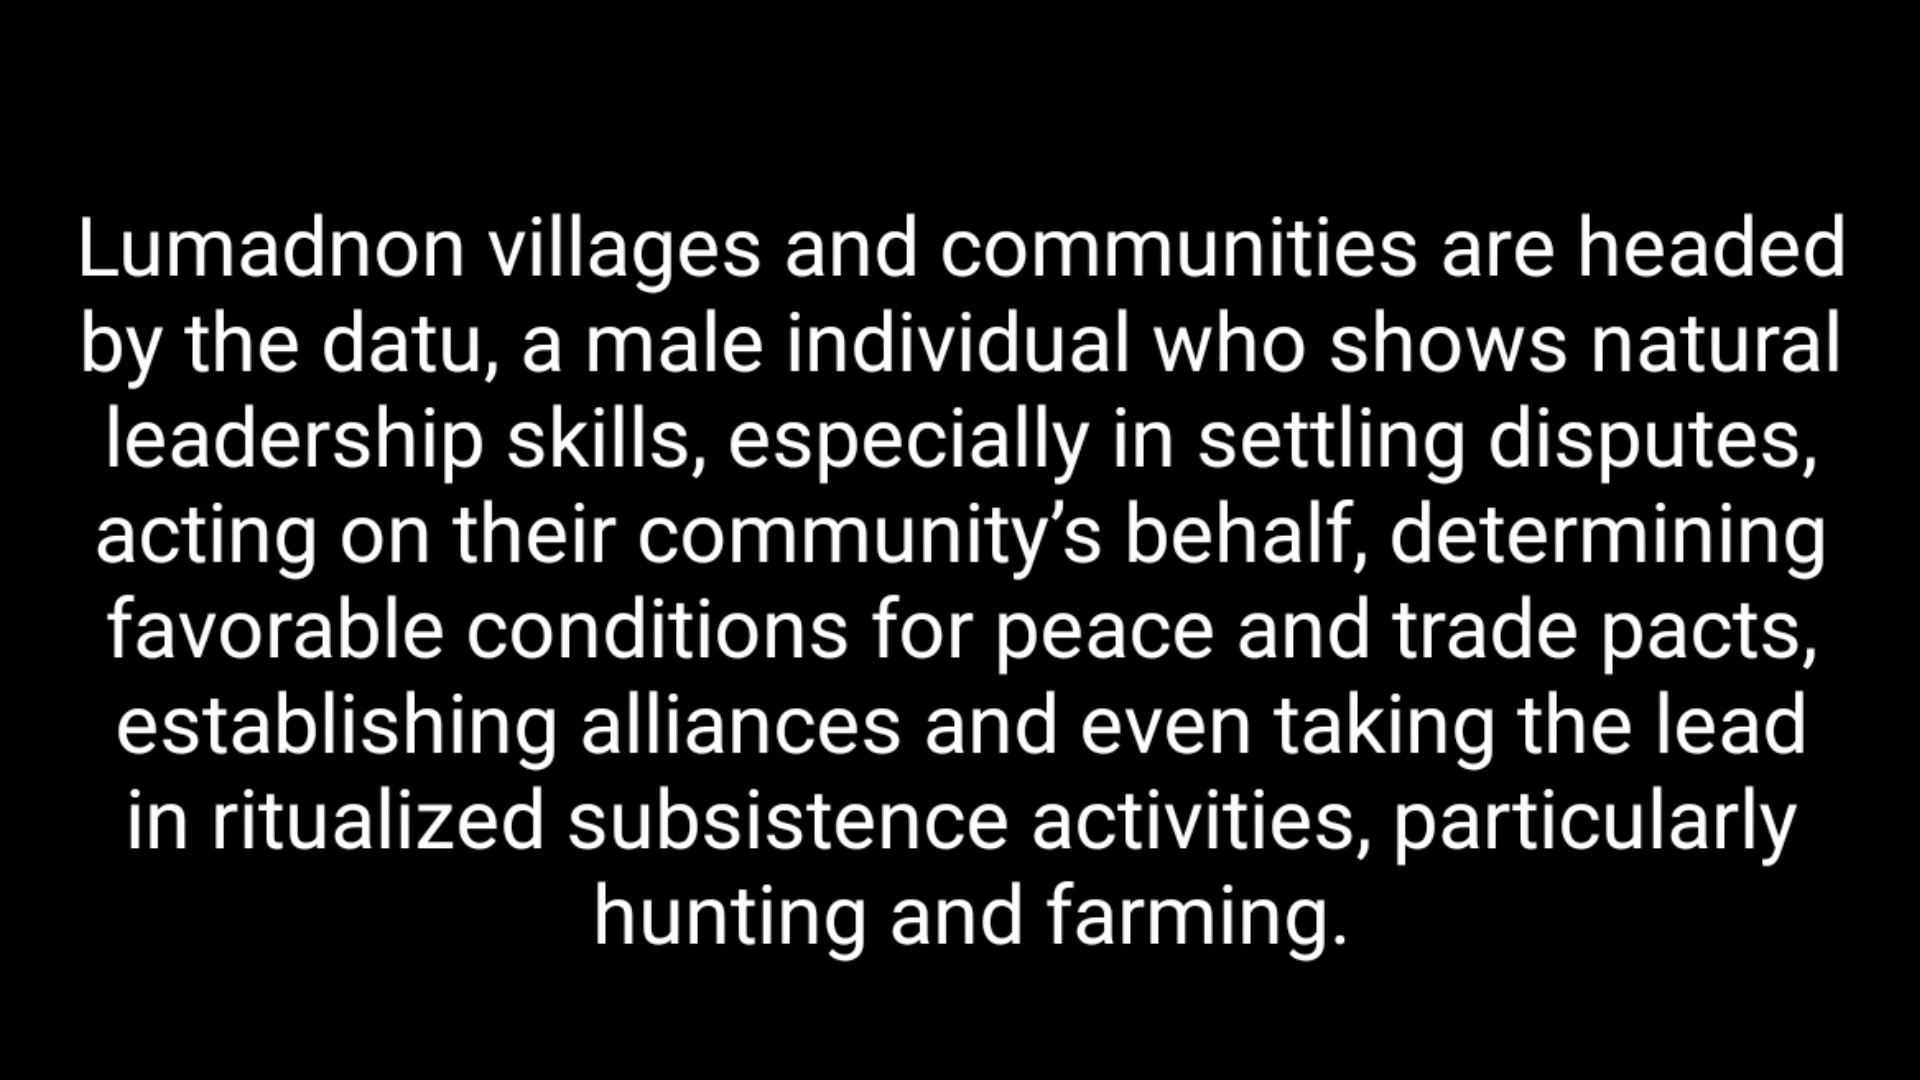 Lumadnon villages and communities are headed
by the datu, a male individual who shows natural
leadership skills, especially in settling disputes,
acting on their community’s behalf, determining
favorable conditions for peace and trade pacts,
establishing alliances and even taking the lead
in ritualized subsistence activities, particularly
hunting and farming.